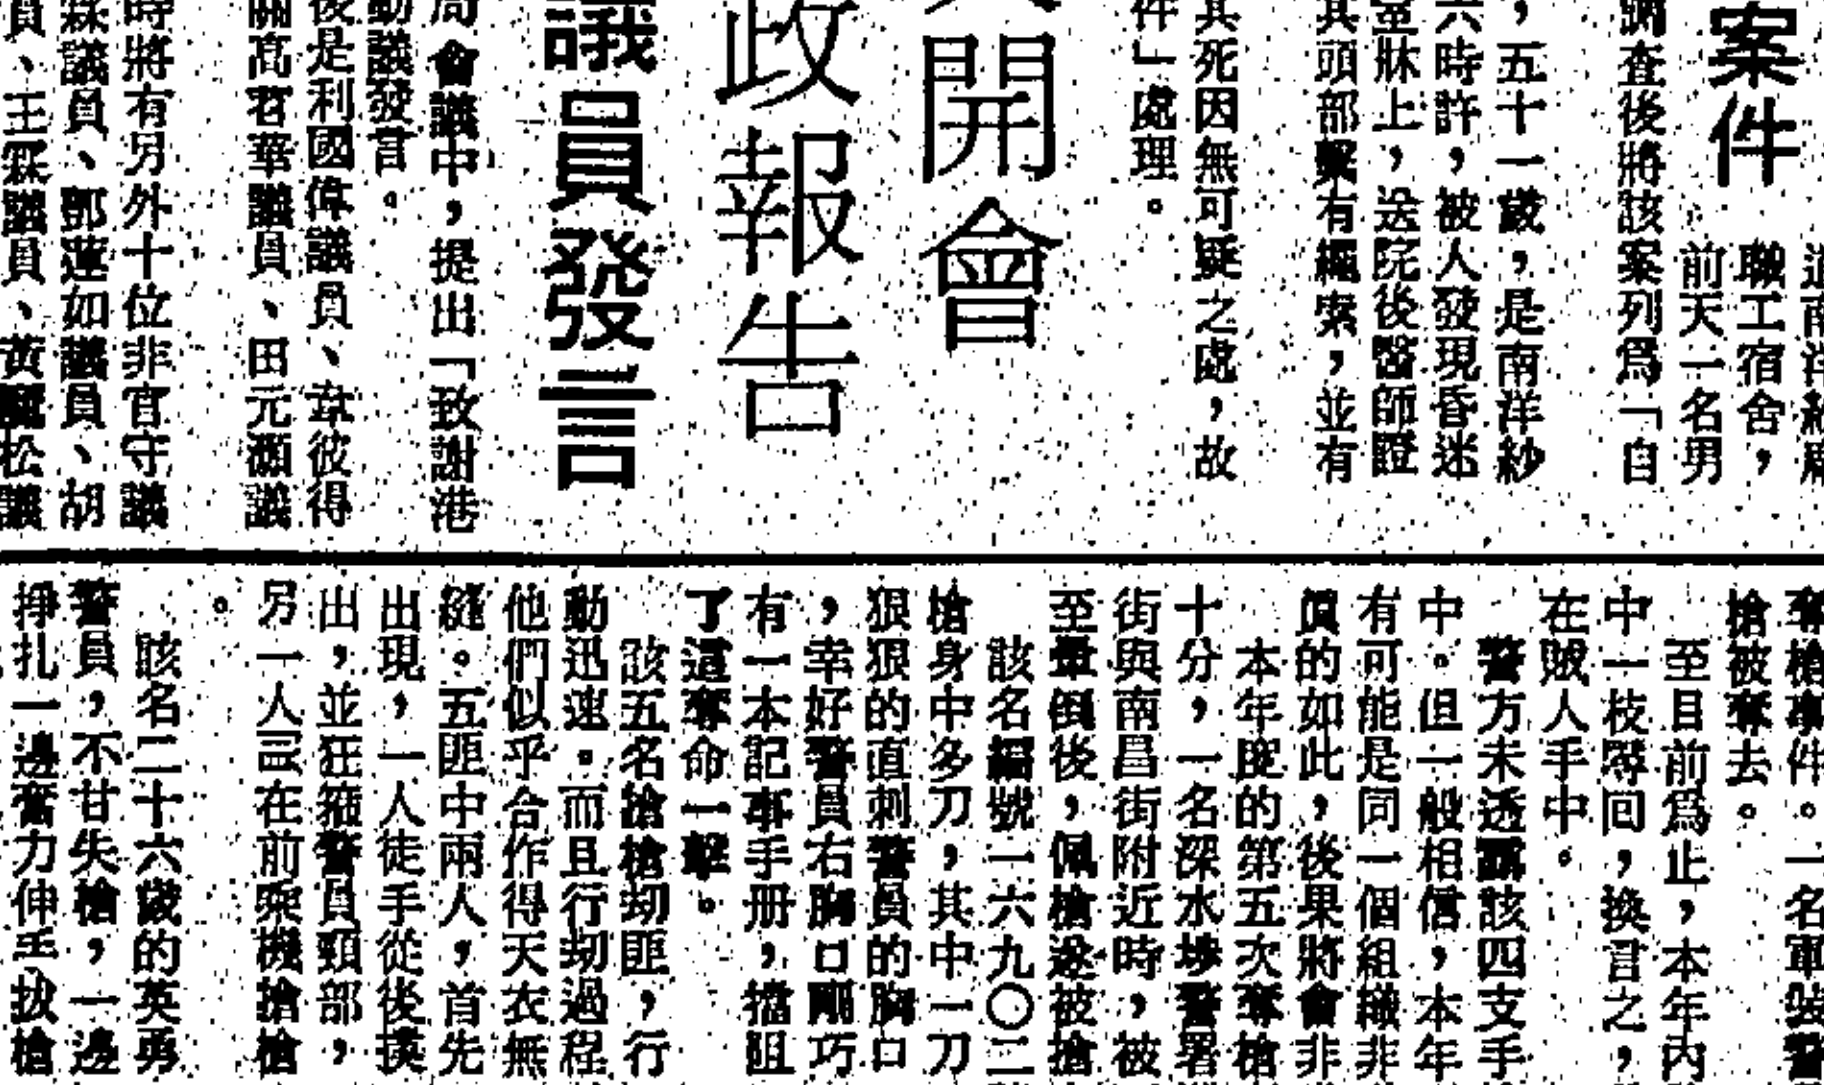 案件
前天一名男
職工宿舍，
調查後將該案列爲「自
，五十一歲，是南洋紗
六時許，被人發現昏迷
牀上，送院後醫師證
其頭部繫有繩索，並有
其死因無可疑之處，故
件」處理。
開會
政報告
議員發言
會議中，提出「致謝港
動議發言。
後是利國偉議員、韋彼得
關高若華議員、田元灝議
時將有另外十位非官守議
霖議員、鄧蓮如議員、胡
員、王霖議員、黃麗松議
奪槍事件。一名軍裝警
槍被奪去。
至目前爲止，本年內
中一枝尋回，換言之，
在賊人手中。
警方未透露該四支手
中。但一般相信，本年
有可能是同一個組織非
眞的如此，後果將會非
本年度的第五次奪槍
十分，一名深水埗警署
街與南昌街附近時，被
至暈倒後，佩槍遂被搶
該名編號一六九〇二
槍身中多刀，其中一刀
狠狠的直刺警員的胸口
，幸好警員右胸口剛巧
有一本記事手册，擋阻
了這奪命一擊。
該五名搶槍刼匪，行
動迅速。而且行刼過程
他們似乎合作得天衣無
縫。五匪中兩人，首先
出現，一人徒手從後撲
出，並狂箍警員頸部，
另一人則在前乘機搶槍
。
該名二十六歲的英勇
警員，不甘失槍，一邊
掙扎一邊奮力伸手拔槍